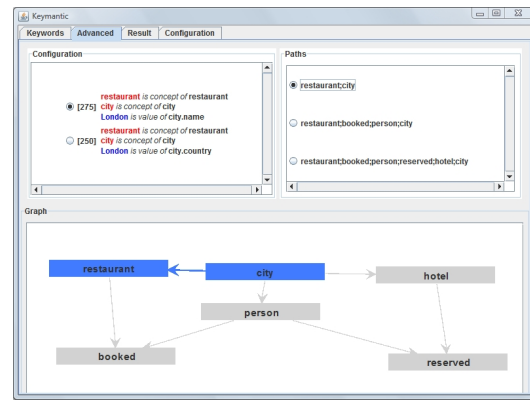 Keymantic
Keywords Advanced Result Configuration
Configuration
restaurant is concept of restaurant
[275] city is concept of city
London is value of city.name
restaurant is concept of restaurant
[250] city is concept of city
London is value of city.country
Paths
restaurant;city
restaurant;booked;person;city
restaurant;booked;person;reserved;hotel;city
Graph
restaurant
city
hotel
person
booked
reserved